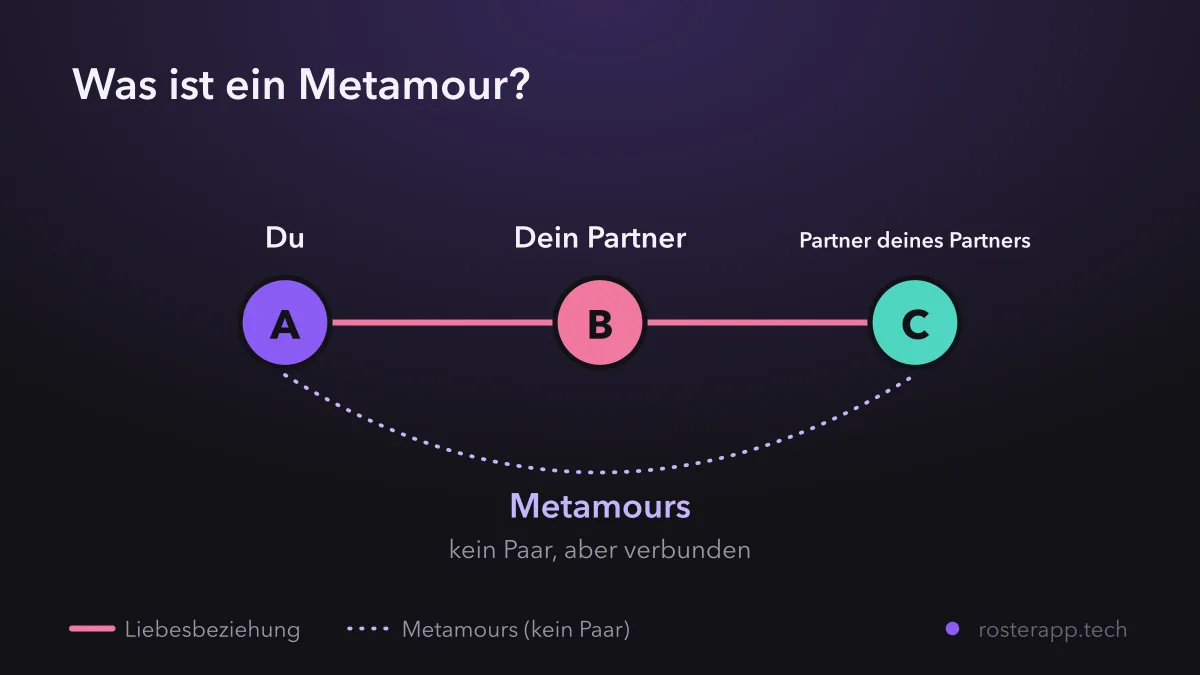 Was ist ein Metamour?
Du
Dein Partner
Partner deines Partners
A
B
C
Metamours
kein Paar, aber verbunden
Liebesbeziehung
Metamours (kein Paar)
rosterapp.tech